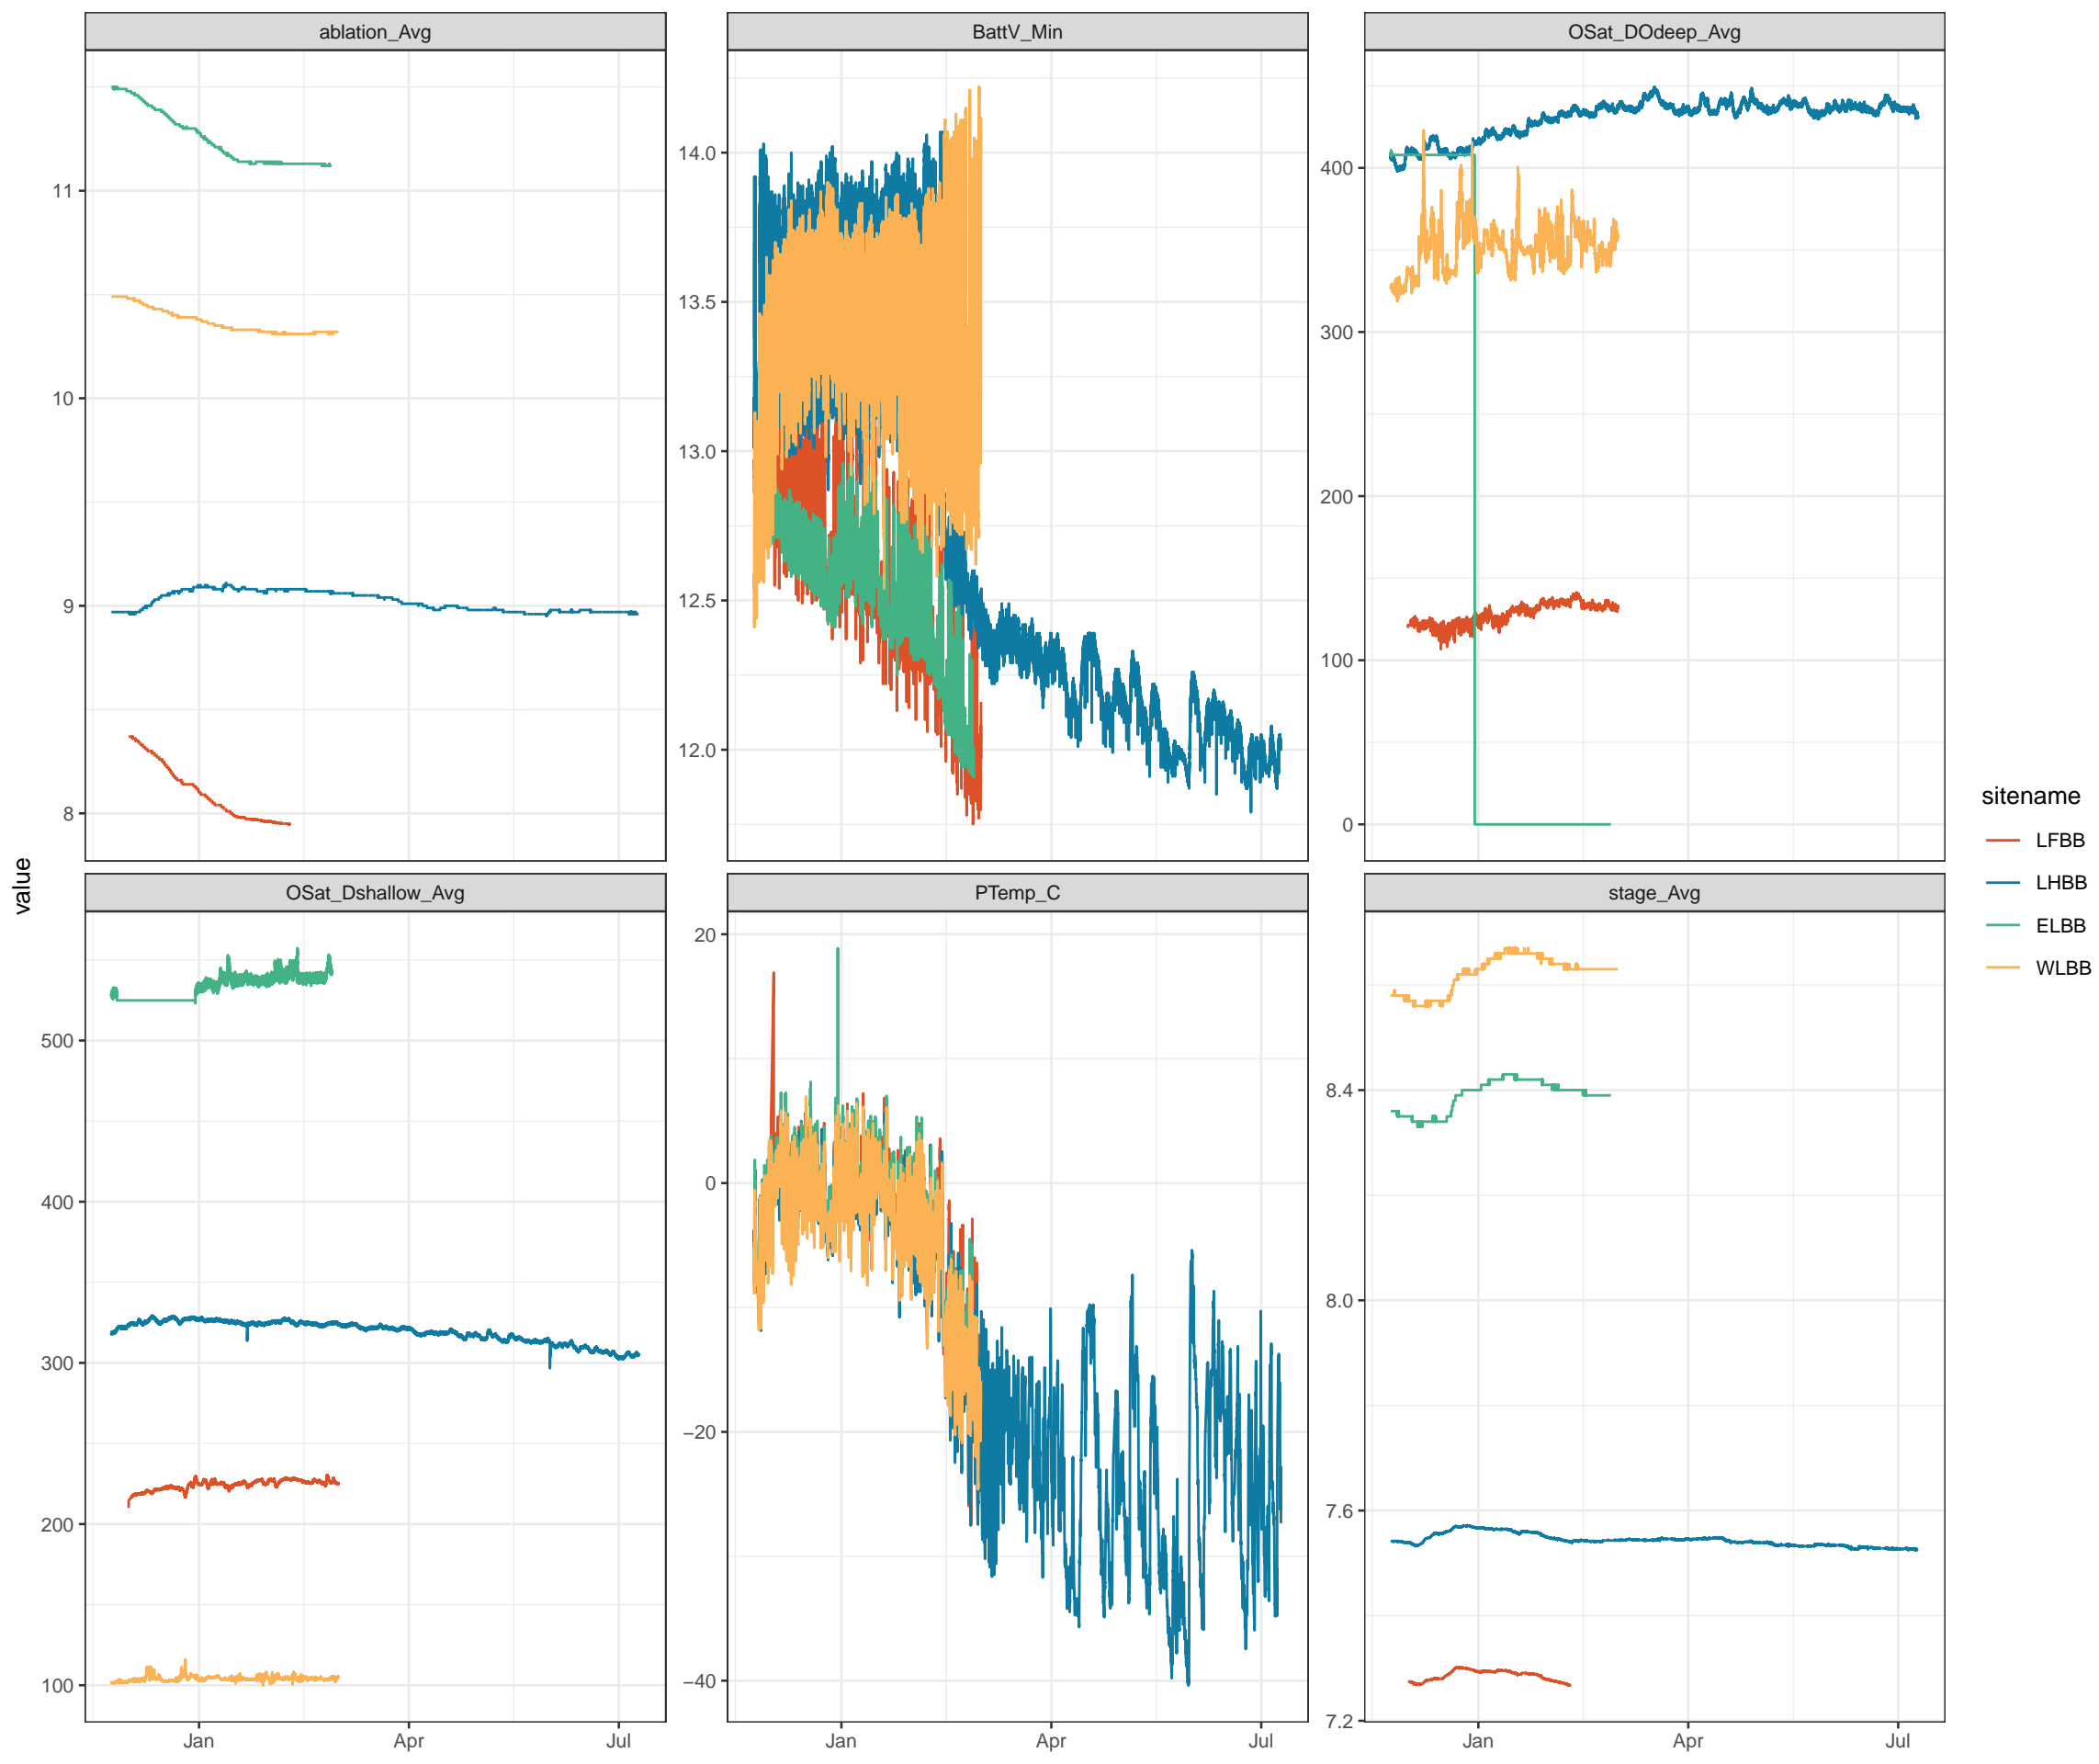 ablation_Avg
BattV_Min
OSat_DOdeep_Avg
11
10
9
8
14.0
13.5
13.0
12.5
12.0
400
300
200
100
0
value
OSat_Dshallow_Avg
PTemp_C
stage_Avg
500
400
300
200
100
20
0
−20
−40
8.4
8.0
7.6
7.2
Jan Apr Jul
Jan Apr Jul
Jan Apr Jul
sitename
LFBB
LHBB
ELBB
WLBB